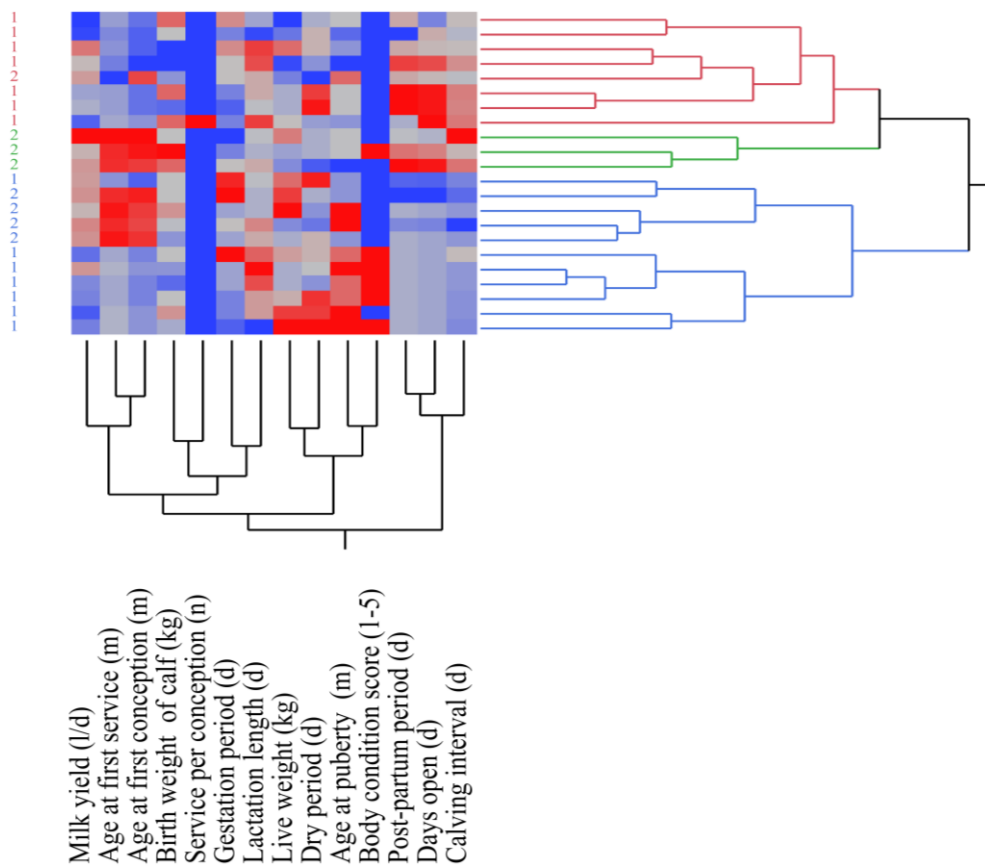 1
1
1
1
2
1
1
1
2
2
2
1
2
2
2
2
1
1
1
1
1
1
Milk yield (l/d)
Age at first service (m)
Age at first conception (m)
Birth weight of calf (kg)
Service per conception (n)
Gestation period (d)
Lactation length (d)
Live weight (kg)
Dry period (d)
Age at puberty (m)
Body condition score (1-5)
Post-partum period (d)
Days open (d)
Calving interval (d)